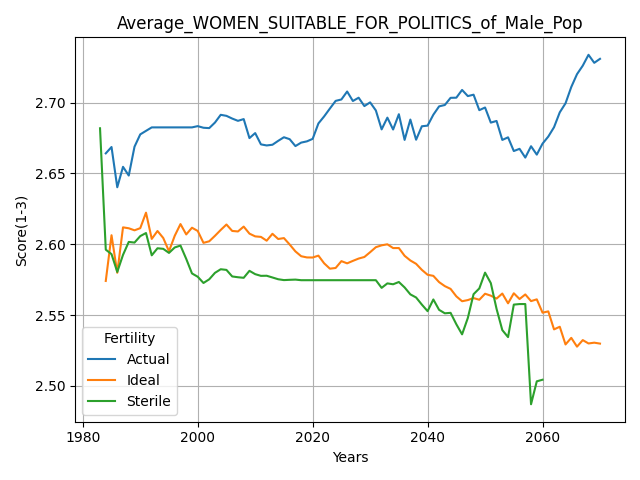 Average_WOMEN_SUITABLE_FOR_POLITICS_of_Male_Pop
Score(1-3)
2.70
2.65
2.60
2.55
2.50
Fertility
Actual
Ideal
Sterile
1980
2000
2020
2040
2060
Years